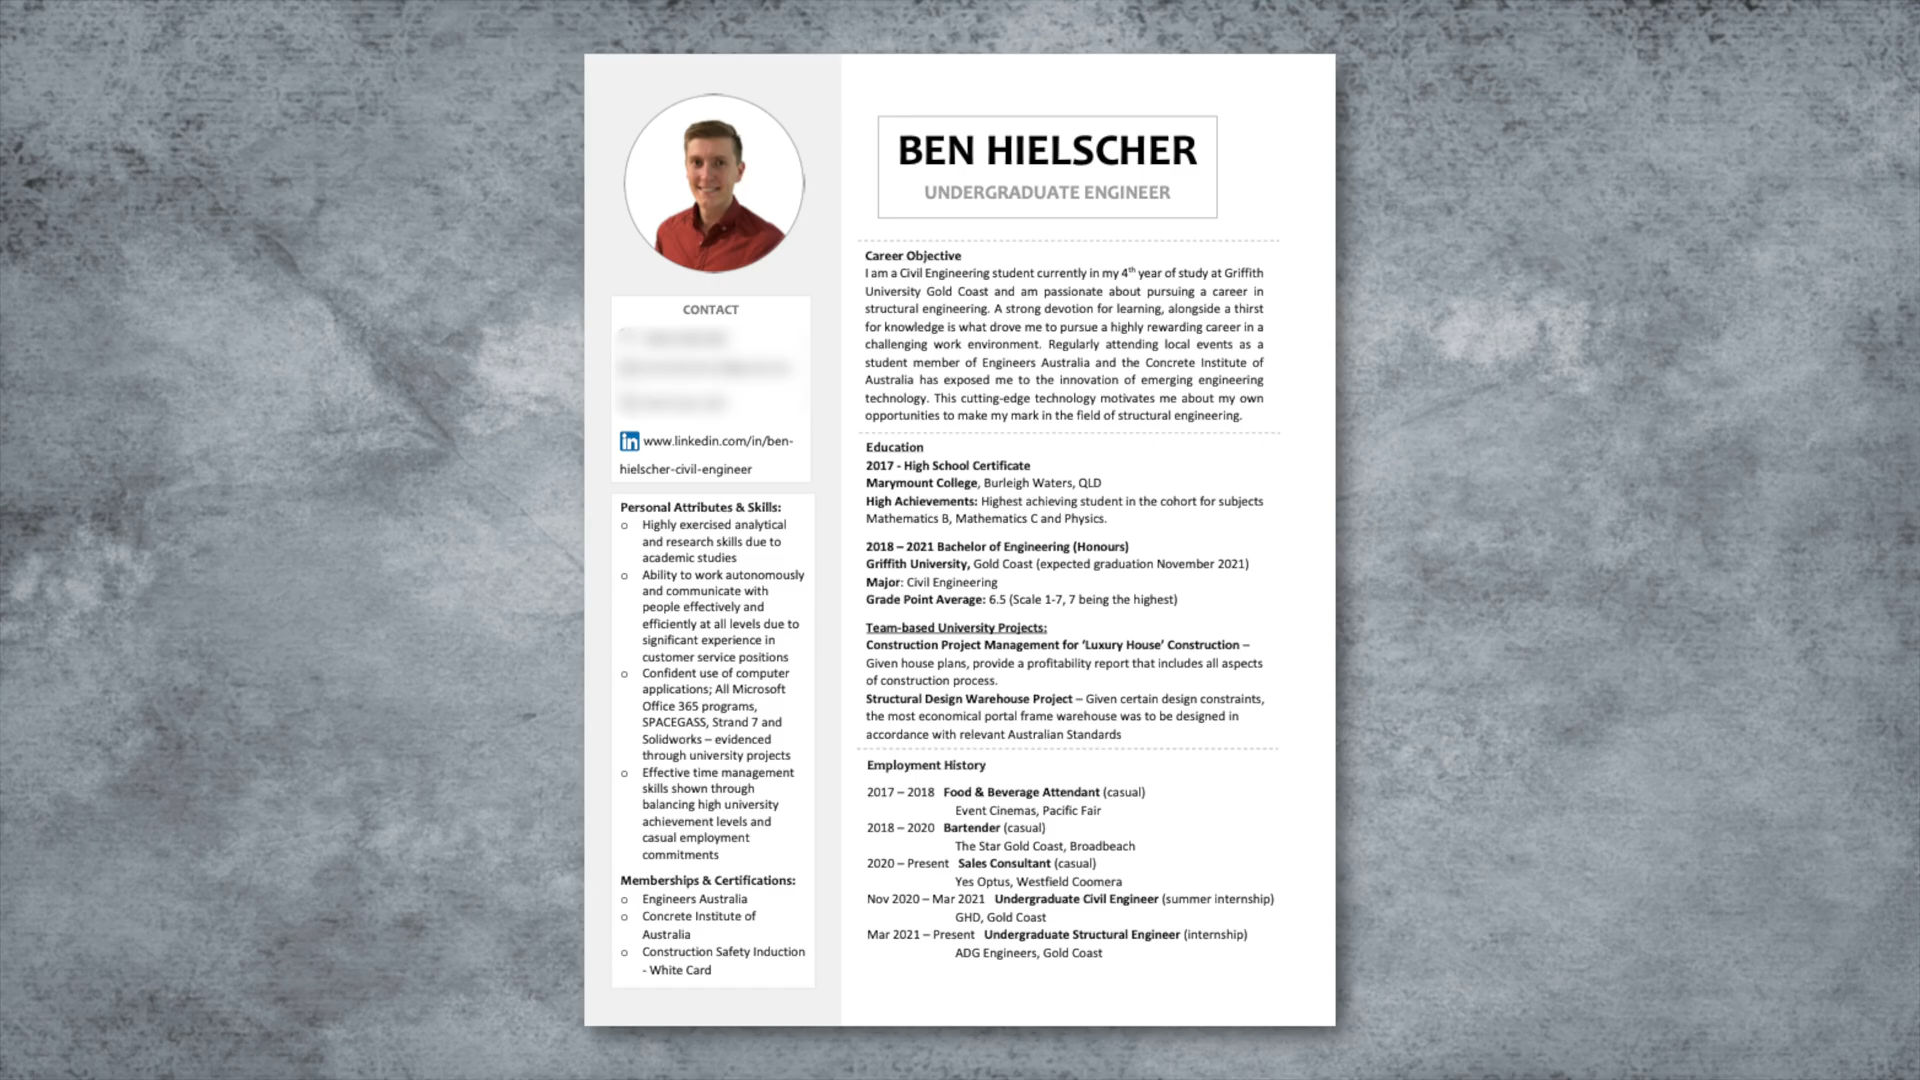 BEN HIELSCHER
UNDERGRADUATE ENGINEER
CONTACT
in www.linkedin.com/in/ben-
hielscher-civil-engineer
Personal Attributes & Skills:
o Highly exercised analytical
and research skills due to
academic studies
o Ability to work autonomously
and communicate with
people effectively and
efficiently at all levels due to
significant experience in
customer service positions
o Confident use of computer
applications; All Microsoft
Office 365 programs,
SPACEGASS, Strand 7 and
Solidworks – evidenced
through university projects
o Effective time management
skills shown through
balancing high university
achievement levels and
casual employment
commitments
Memberships & Certifications:
o Engineers Australia
o Concrete Institute of
Australia
o Construction Safety Induction
- White Card
Career Objective
I am a Civil Engineering student currently in my 4th year of study at Griffith
University Gold Coast and am passionate about pursuing a career in
structural engineering. A strong devotion for learning, alongside a thirst
for knowledge is what drove me to pursue a highly rewarding career in a
challenging work environment. Regularly attending local events as a
student member of Engineers Australia and the Concrete Institute of
Australia has exposed me to the innovation of emerging engineering
technology. This cutting-edge technology motivates me about my own
opportunities to make my mark in the field of structural engineering.
Education
2017 - High School Certificate
Marymount College, Burleigh Waters, QLD
High Achievements: Highest achieving student in the cohort for subjects
Mathematics B, Mathematics C and Physics.
2018 – 2021 Bachelor of Engineering (Honours)
Griffith University, Gold Coast (expected graduation November 2021)
Major: Civil Engineering
Grade Point Average: 6.5 (Scale 1-7, 7 being the highest)
Team-based University Projects:
Construction Project Management for ‘Luxury House’ Construction –
Given house plans, provide a profitability report that includes all aspects
of construction process.
Structural Design Warehouse Project – Given certain design constraints,
the most economical portal frame warehouse was to be designed in
accordance with relevant Australian Standards
Employment History
2017 – 2018 Food & Beverage Attendant (casual)
Event Cinemas, Pacific Fair
2018 – 2020 Bartender (casual)
The Star Gold Coast, Broadbeach
2020 – Present Sales Consultant (casual)
Yes Optus, Westfield Coomera
Nov 2020 – Mar 2021 Undergraduate Civil Engineer (summer internship)
GHD, Gold Coast
Mar 2021 – Present Undergraduate Structural Engineer (internship)
ADG Engineers, Gold Coast